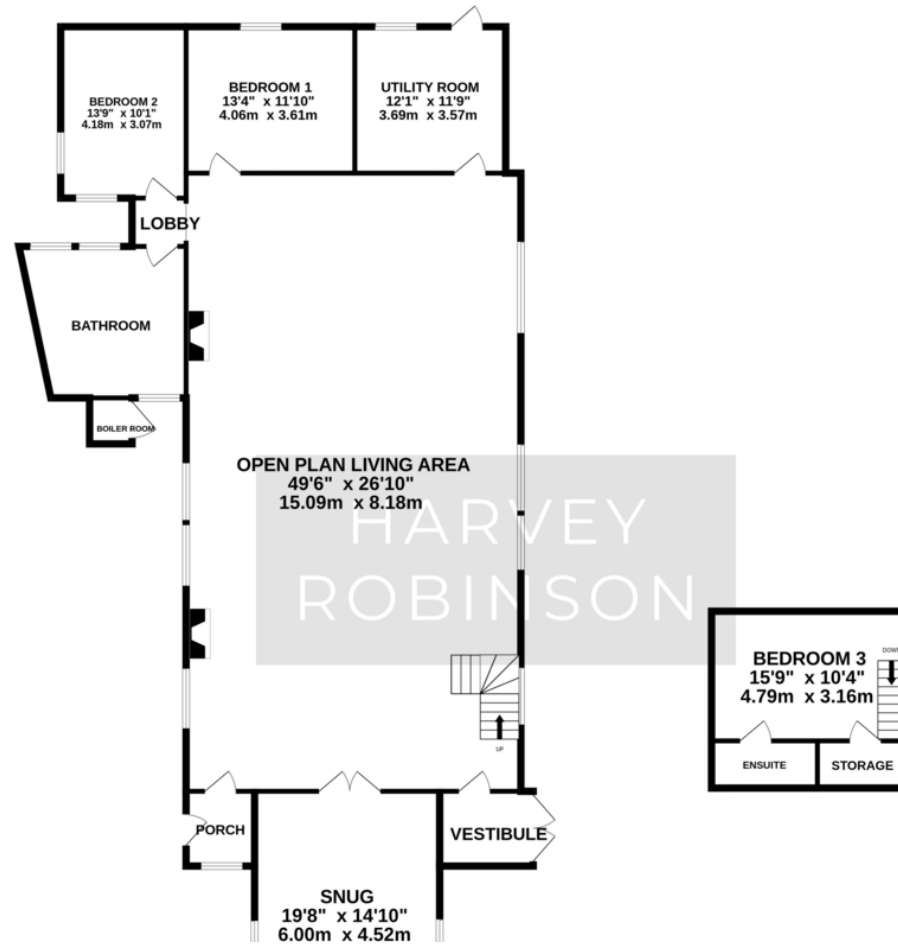 BEDROOM 2
13'9" x 10'1"
4.18m x 3.07m
BEDROOM 1
13'4" x 11'10"
4.06m x 3.61m
UTILITY ROOM
12'1" x 11'9"
3.69m x 3.57m
LOBBY
BATHROOM
BOILER ROOM
OPEN PLAN LIVING AREA
49'6" x 26'10"
15.09m x 8.18m
HARVEY
ROBINSON
UP
PORCH
VESTIBULE
SNUG
19'8" x 14'10"
6.00m x 4.52m
BEDROOM 3
15'9" x 10'4"
4.79m x 3.16m
DOWN
ENSUITE
STORAGE